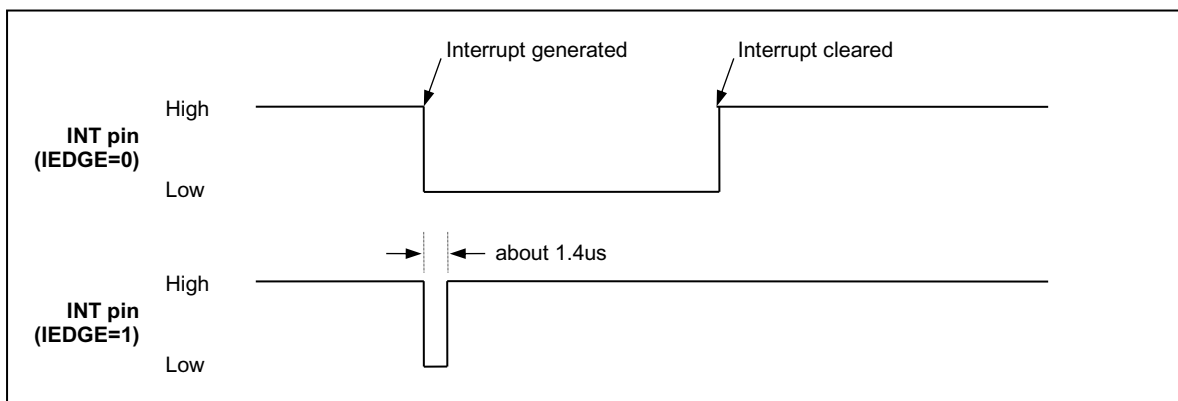 Interrupt generated
Interrupt cleared
High
INT pin
(IEDGE=0)
Low
about 1.4us
High
INT pin
(IEDGE=1)
Low